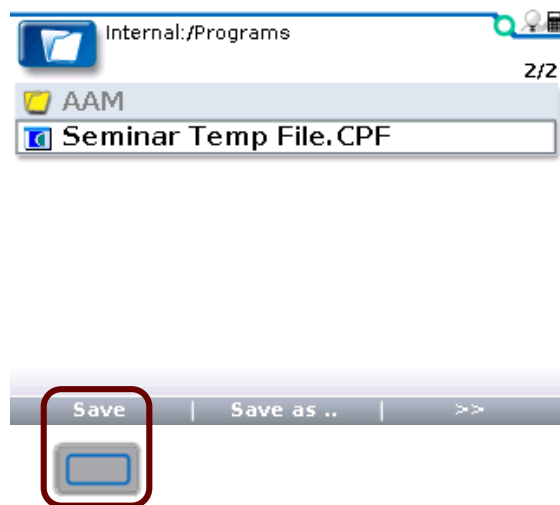 Internal:/Programs
2/2
AAM
Seminar Temp File.CPF
Save | Save as .. | >>